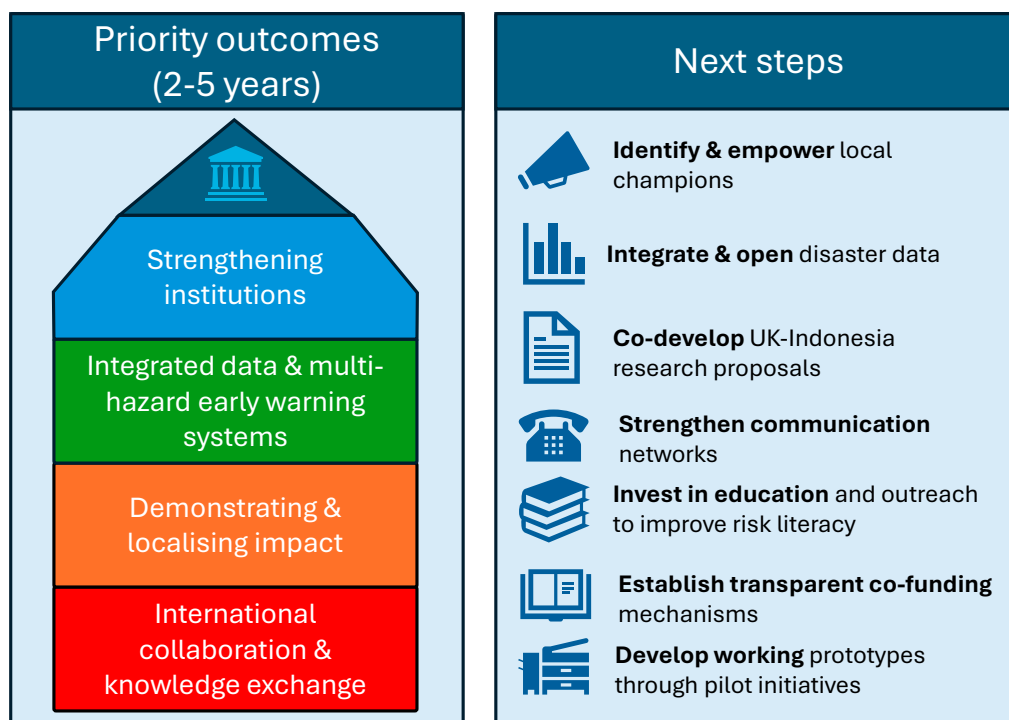 Priority outcomes
(2-5 years)
Strengthening
institutions
Integrated data & multi-
hazard early warning
systems
Demonstrating &
localising impact
International
collaboration &
knowledge exchange
Next steps
Identify & empower local
champions
Integrate & open disaster data
Co-develop UK-Indonesia
research proposals
Strengthen communication
networks
Invest in education and outreach
to improve risk literacy
Establish transparent co-funding
mechanisms
Develop working prototypes
through pilot initiatives